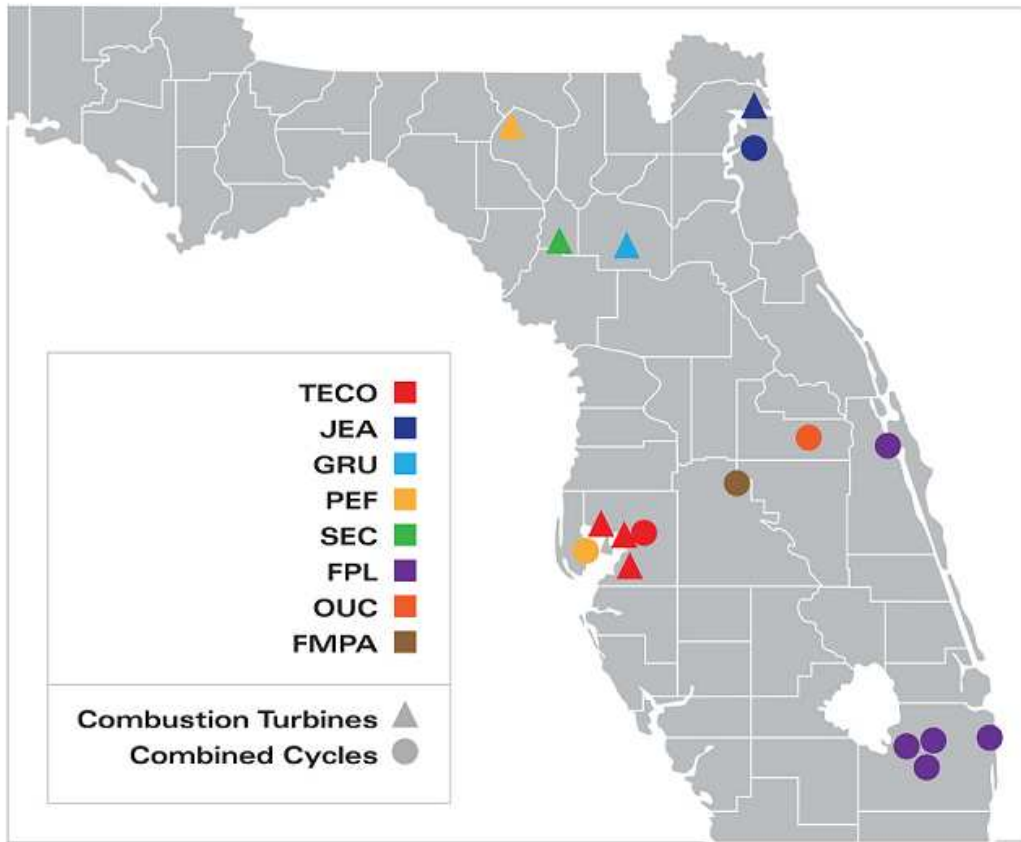 TECO
JEA
GRU
PEF
SEC
FPL
OUC
FMPA
Combustion Turbines
Combined Cycles